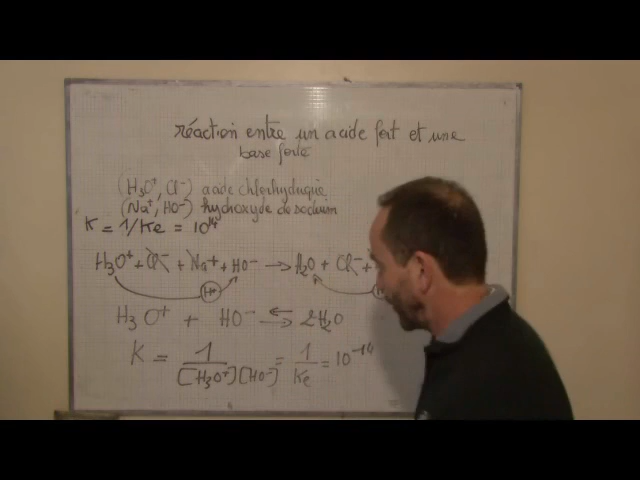 réaction entre un acide fort et une
base forte
(H₃O⁺, Cl⁻) acide chlorhydrique
(Na⁺, HO⁻) hydroxyde de sodium
K = 1/Ke = 10¹⁴
H₃O⁺ + Cl⁻ + Na⁺ + HO⁻ → H₂O + Cl⁻ +
H⁺
H₃O⁺ + HO⁻ ⇄ 2H₂O
K = 1/[H₃O⁺][HO⁻] = 1/Ke = 10⁻¹⁴